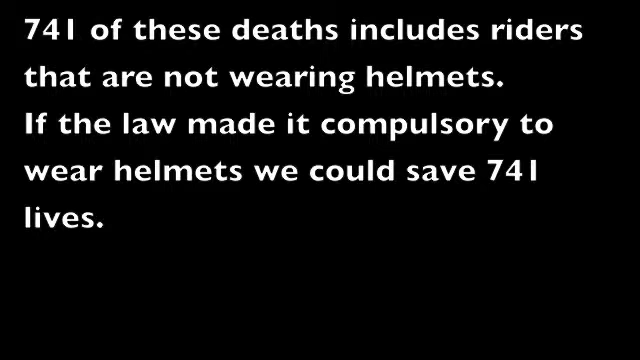 741 of these deaths includes riders
that are not wearing helmets.
If the law made it compulsory to
wear helmets we could save 741
lives.